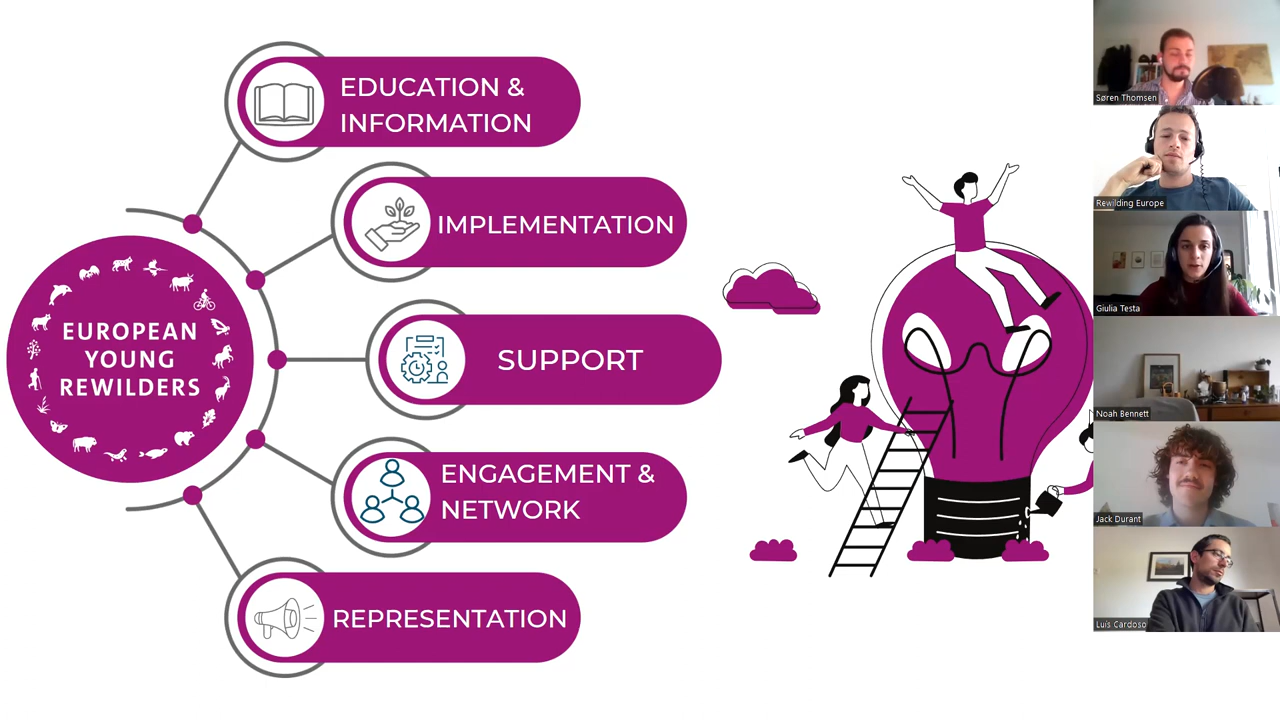 EUROPEAN
YOUNG
REWILDERS
EDUCATION &
INFORMATION
IMPLEMENTATION
SUPPORT
ENGAGEMENT &
NETWORK
REPRESENTATION
Søren Thomsen
Rewilding Europe
Giulia Testa
Noah Bennett
Jack Durant
Luís Cardoso